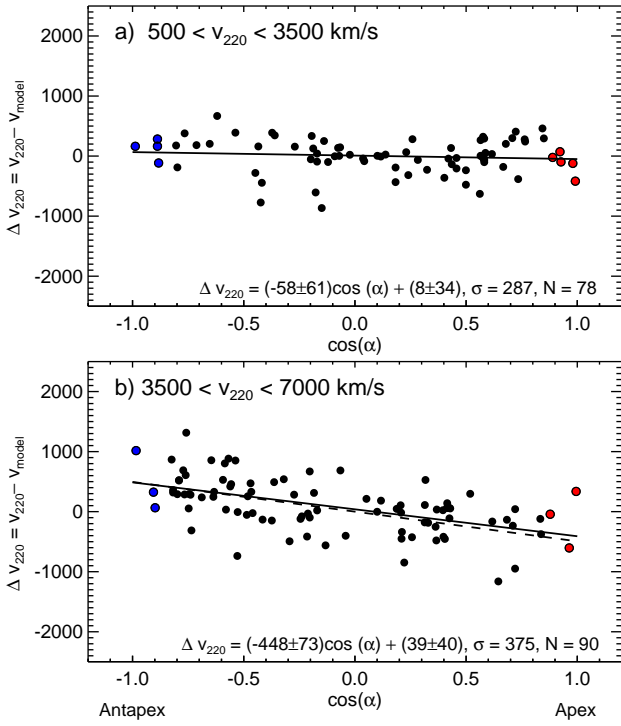 a) 500 < v220 < 3500 km/s
2000
1000
0
-1000
-2000
Δ v220 = v220− vmodel
Δ v220 = (-58±61)cos (α) + (8±34), σ = 287, N = 78
-1.0 -0.5 0.0 0.5 1.0
cos(α)
b) 3500 < v220 < 7000 km/s
2000
1000
0
-1000
-2000
Δ v220 = v220− vmodel
Δ v220 = (-448±73)cos (α) + (39±40), σ = 375, N = 90
-1.0 -0.5 0.0 0.5 1.0
cos(α)
Antapex Apex